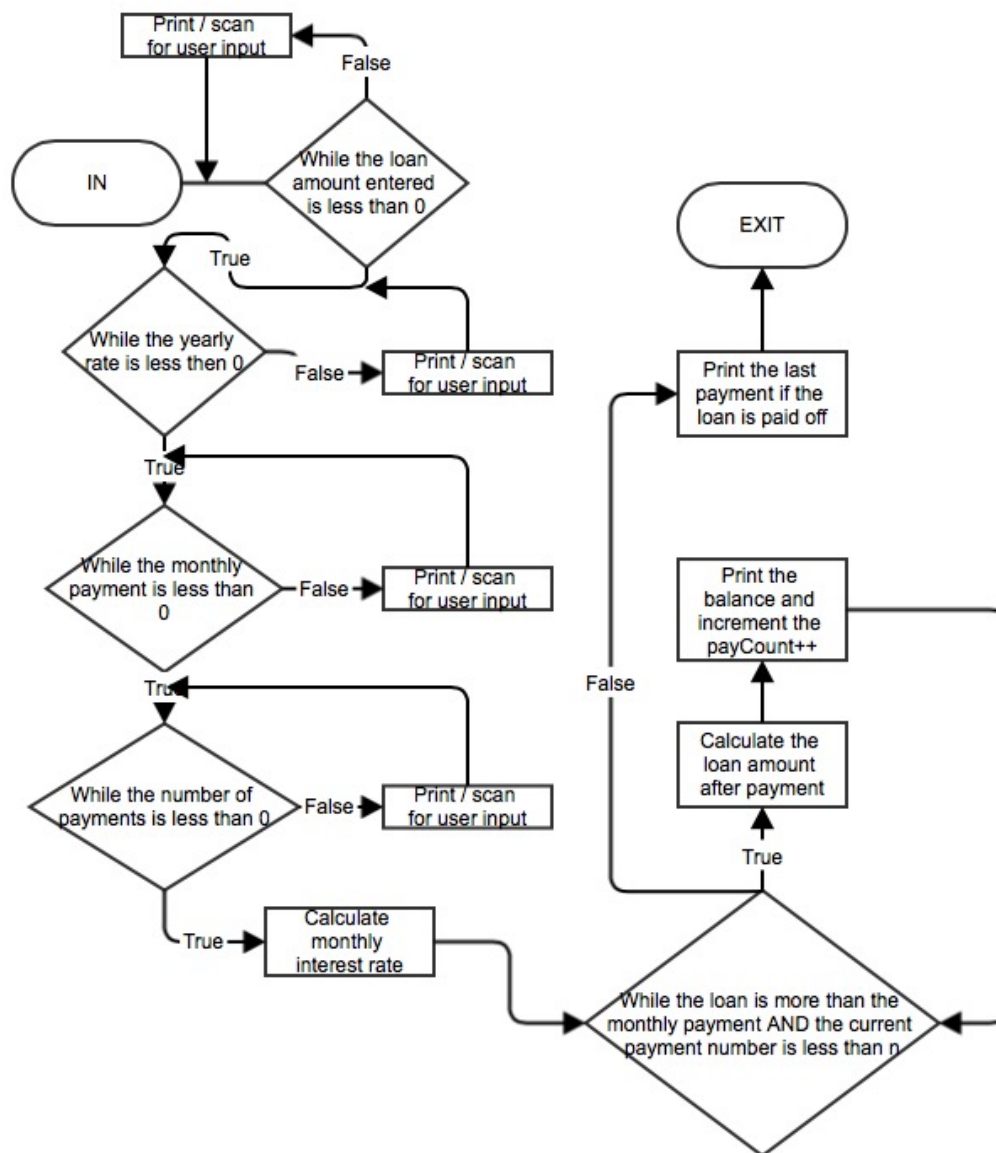 Print / scan
for user input
False
While the loan
amount entered
is less than 0
IN
True
While the yearly
rate is less then 0
False
Print / scan
for user input
True
While the monthly
payment is less than
0
False
Print / scan
for user input
True
While the number of
payments is less than 0
False
Print / scan
for user input
True
Calculate
monthly
interest rate
While the loan is more than the
monthly payment AND the current
payment number is less than n
True
Calculate the
loan amount
after payment
Print the
balance and
increment the
payCount++
False
Print the last
payment if the
loan is paid off
EXIT